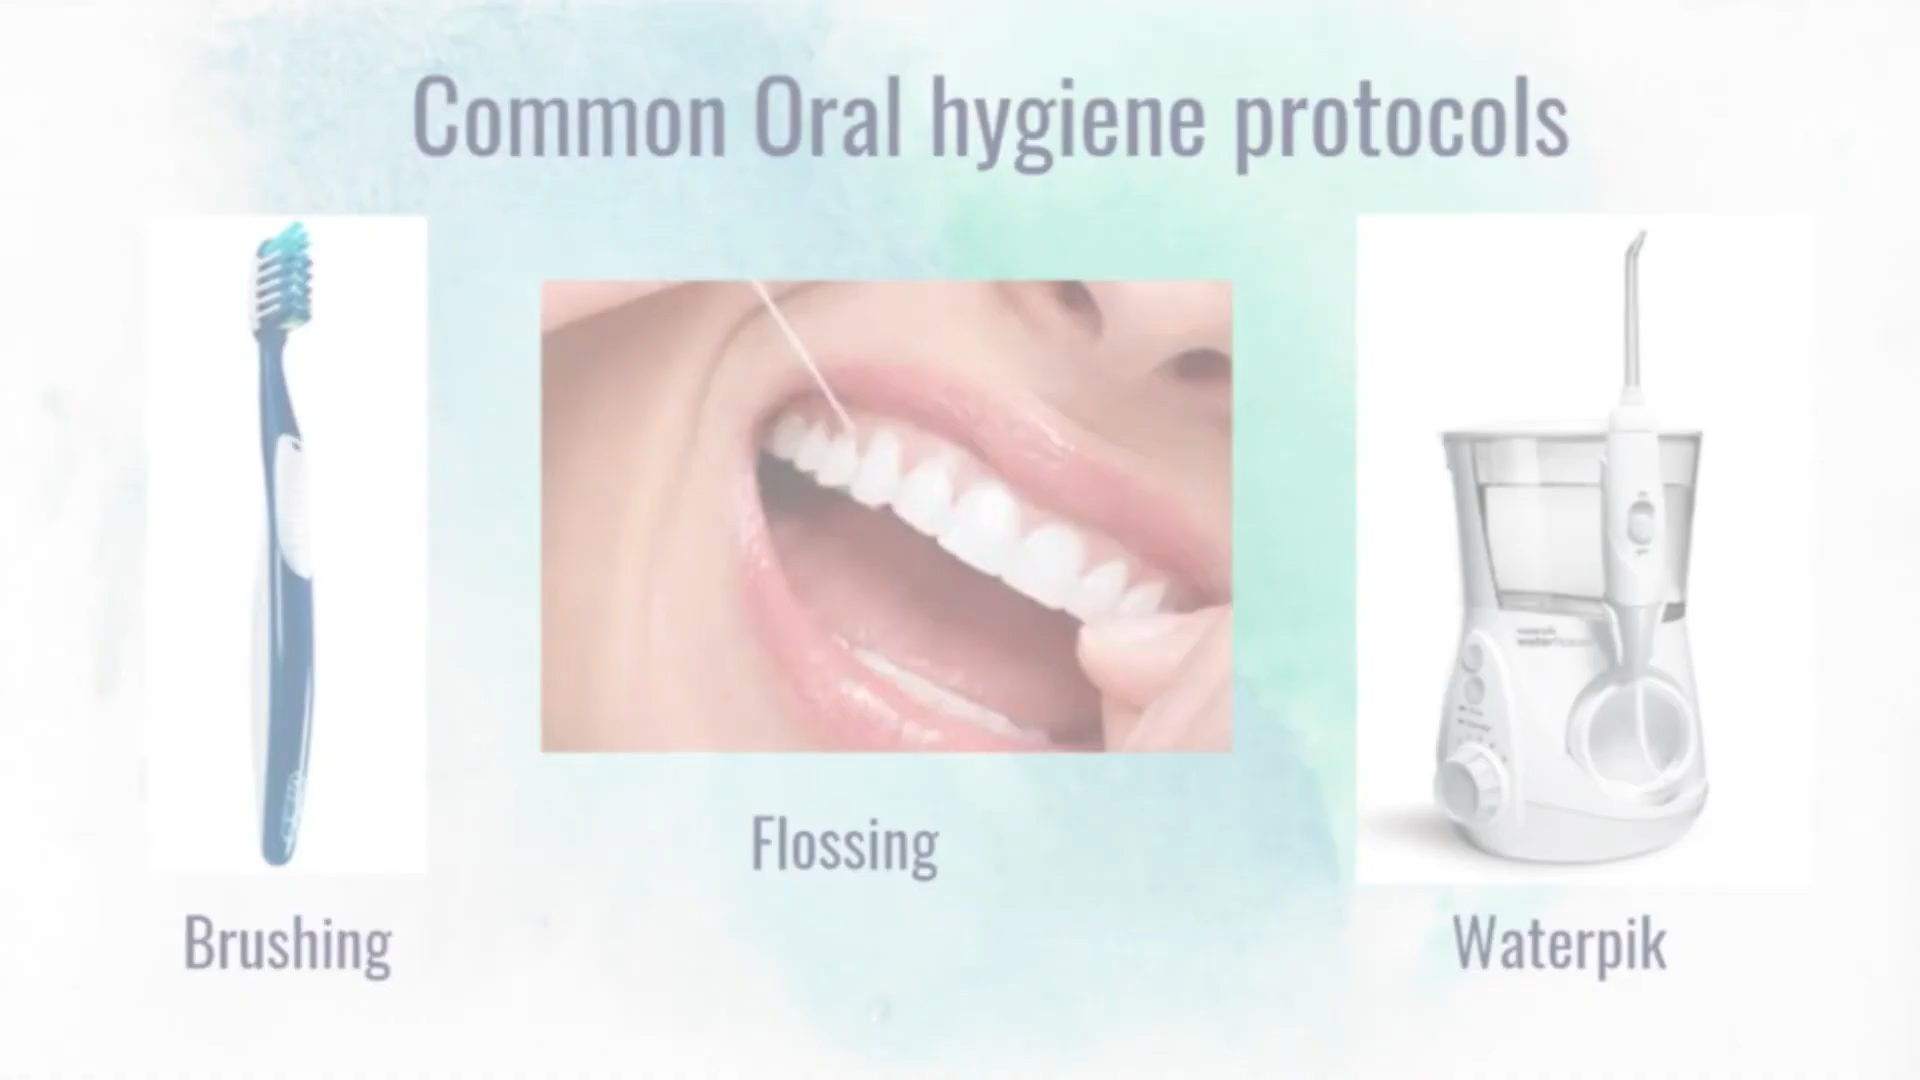 Common Oral hygiene protocols
Flossing
Brushing
Waterpik